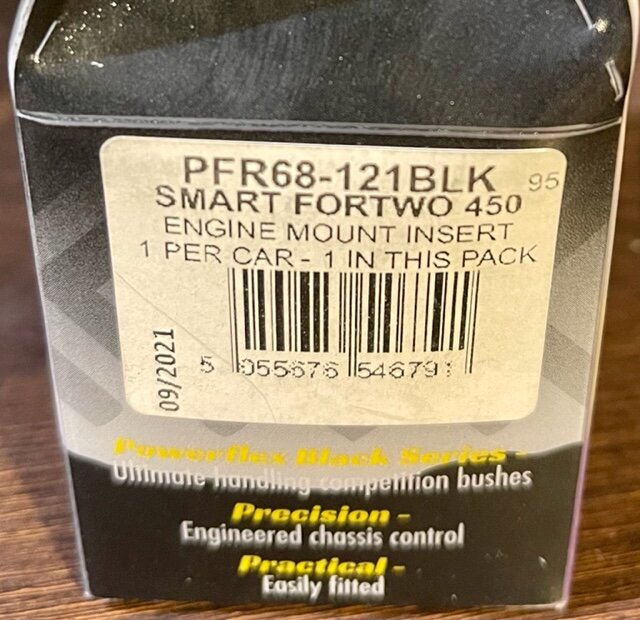 PFR68-121BLK 95
SMART FORTWO 450
ENGINE MOUNT INSERT
1 PER CAR - 1 IN THIS PACK
5 055676 546791
09/2021
Powerflex Black Series -
Ultimate handling competition bushes
Precision -
Engineered chassis control
Practical -
Easily fitted